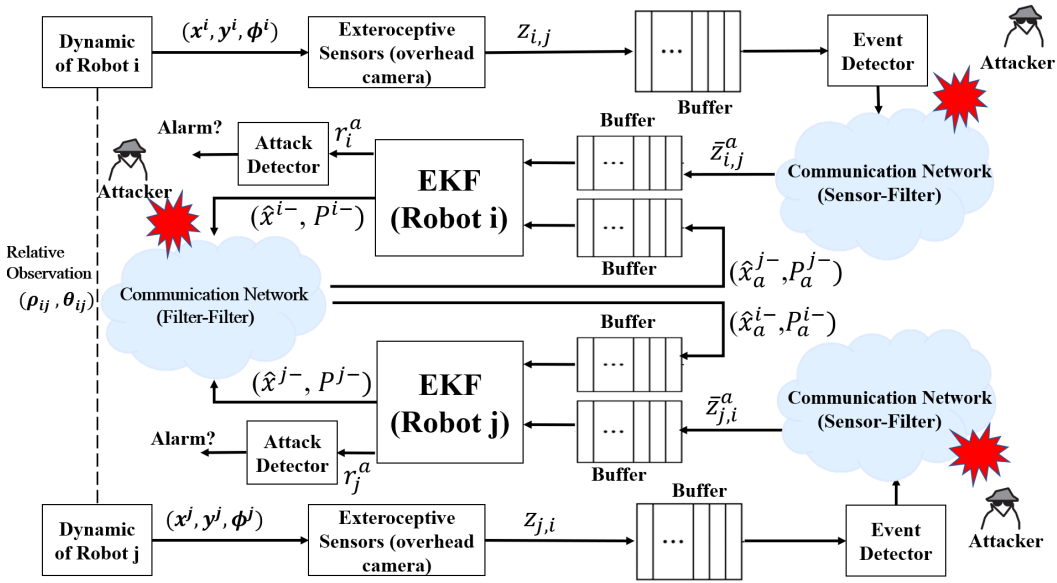 Dynamic
of Robot i
(x^i, y^i, ϕ^i)
Exteroceptive
Sensors (overhead
camera)
z_{i,j}
...
Buffer
Event
Detector
Attacker
Alarm?
Attack
Detector
r_i^a
EKF
(Robot i)
Buffer
...
z̄_{i,j}^a
Communication Network
(Sensor-Filter)
Attacker
(x̂^{i-}, P^{i-})
...
Buffer
(x̂_a^{j-}, P_a^{j-})
Relative
Observation
(ρ_{ij}, θ_{ij})
Communication Network
(Filter-Filter)
(x̂_a^{i-}, P_a^{i-})
Buffer
...
(x̂^{j-}, P^{j-})
EKF
(Robot j)
z̄_{j,i}^a
...
Buffer
Communication Network
(Sensor-Filter)
Alarm?
Attack
Detector
r_j^a
Dynamic
of Robot j
(x^j, y^j, ϕ^j)
Exteroceptive
Sensors (overhead
camera)
z_{j,i}
Buffer
...
Event
Detector
Attacker